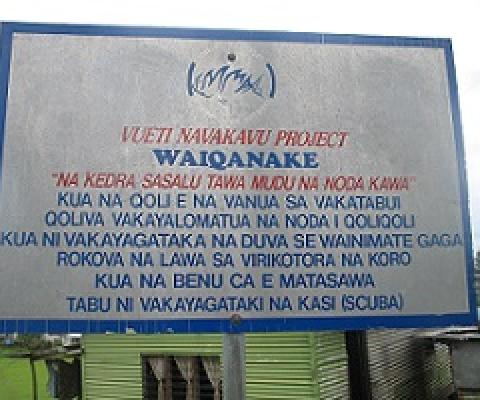 VUETI NAVAKAVU PROJECT
WAIQANAKE
"NA KEDRA SASALU TAWA MUDU NA NODA KAWA"
KUA NA QOLI E NA VANUA SA VAKATABUI
QOLIVA VAKAYALOMATUA NA NODA I QOLIQOLI
KUA NI VAKAYAGATAKA NA DUVA SE WAINIMATE GAGA
ROKOVA NA LAWA SA VIRIKOTORA NA KORO
KUA NA BENU CA E MATASAWA
TABU NI VAKAYAGATAKI NA KASI (SCUBA)